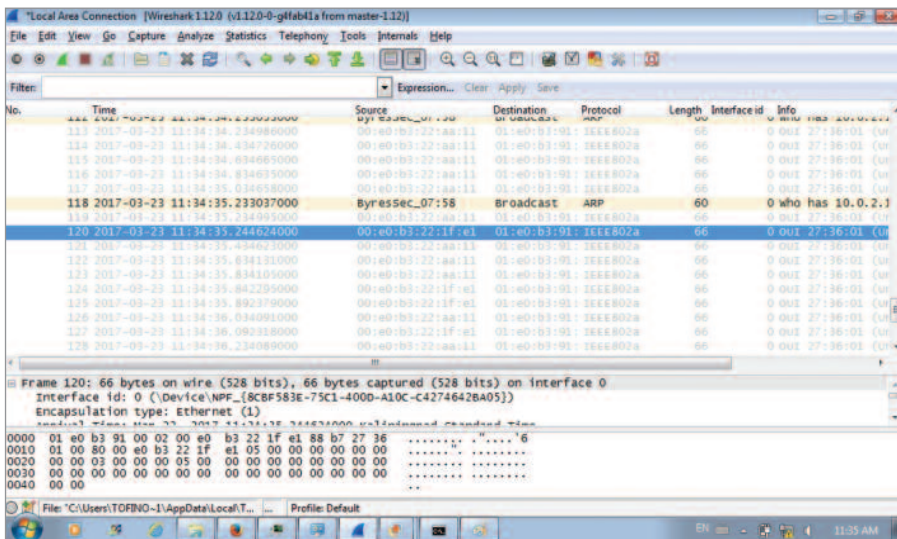 *Local Area Connection [Wireshark 1.12.0 (v1.12.0-0-g4fab41a from master-1.12)]
File Edit View Go Capture Analyze Statistics Telephony Tools Internals Help
Filter: Expression... Clear Apply Save
No. Time Source Destination Protocol Length Interface id Info
113 2017-03-23 11:34:34.234986000 00:e0:b3:22:aa:11 01:e0:b3:91: IEEE802a 66 0 OUI 27:36:01 (Un
114 2017-03-23 11:34:34.434726000 00:e0:b3:22:aa:11 01:e0:b3:91: IEEE802a 66 0 OUI 27:36:01 (Un
115 2017-03-23 11:34:34.634665000 00:e0:b3:22:aa:11 01:e0:b3:91: IEEE802a 66 0 OUI 27:36:01 (Un
116 2017-03-23 11:34:34.834635000 00:e0:b3:22:aa:11 01:e0:b3:91: IEEE802a 66 0 OUI 27:36:01 (Un
117 2017-03-23 11:34:35.034658000 00:e0:b3:22:aa:11 01:e0:b3:91: IEEE802a 66 0 OUI 27:36:01 (Un
118 2017-03-23 11:34:35.233037000 ByresSec_07:58 Broadcast ARP 60 0 who has 10.0.2.1
119 2017-03-23 11:34:35.234995000 00:e0:b3:22:aa:11 01:e0:b3:91: IEEE802a 66 0 OUI 27:36:01 (Un
120 2017-03-23 11:34:35.244624000 00:e0:b3:22:1f:e1 01:e0:b3:91: IEEE802a 66 0 OUI 27:36:01 (Un
121 2017-03-23 11:34:35.434623000 00:e0:b3:22:aa:11 01:e0:b3:91: IEEE802a 66 0 OUI 27:36:01 (Un
122 2017-03-23 11:34:35.634131000 00:e0:b3:22:aa:11 01:e0:b3:91: IEEE802a 66 0 OUI 27:36:01 (Un
123 2017-03-23 11:34:35.834105000 00:e0:b3:22:aa:11 01:e0:b3:91: IEEE802a 66 0 OUI 27:36:01 (Un
124 2017-03-23 11:34:35.842295000 00:e0:b3:22:1f:e1 01:e0:b3:91: IEEE802a 66 0 OUI 27:36:01 (Un
125 2017-03-23 11:34:35.892379000 00:e0:b3:22:1f:e1 01:e0:b3:91: IEEE802a 66 0 OUI 27:36:01 (Un
126 2017-03-23 11:34:36.034091000 00:e0:b3:22:aa:11 01:e0:b3:91: IEEE802a 66 0 OUI 27:36:01 (Un
127 2017-03-23 11:34:36.092318000 00:e0:b3:22:1f:e1 01:e0:b3:91: IEEE802a 66 0 OUI 27:36:01 (Un
128 2017-03-23 11:34:36.234069000 00:e0:b3:22:aa:11 01:e0:b3:91: IEEE802a 66 0 OUI 27:36:01 (Un
Frame 120: 66 bytes on wire (528 bits), 66 bytes captured (528 bits) on interface 0
Interface id: 0 (\Device\NPF_{8CBF583E-75C1-400D-A10C-C4274642BA05})
Encapsulation type: Ethernet (1)
0000 01 e0 b3 91 00 02 00 e0 b3 22 1f e1 88 b7 27 36 ........ ."....'6
0010 01 00 80 00 e0 b3 22 1f e1 05 00 00 00 00 00 00 ......". ........
0020 00 00 03 00 00 00 05 00 00 00 00 00 00 00 00 00 ........ ........
0030 00 00 00 00 00 00 00 00 00 00 00 00 00 00 00 00 ........ ........
0040 00 00 ..
File: "C:\Users\TOFINO~1\AppData\Local\T... ... Profile: Default
EN 11:35 AM